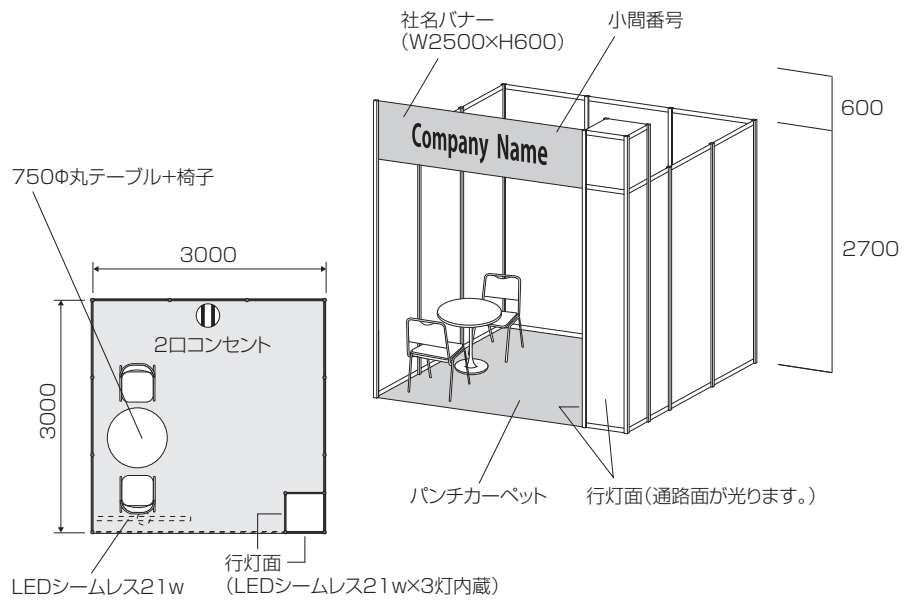 社名バナー
(W2500×H600)
小間番号
600
2700
Company Name
750Φ丸テーブル+椅子
3000
3000
2口コンセント
パンチカーペット
行灯面(通路面が光ります。)
LEDシームレス21w
行灯面
(LEDシームレス21w×3灯内蔵)